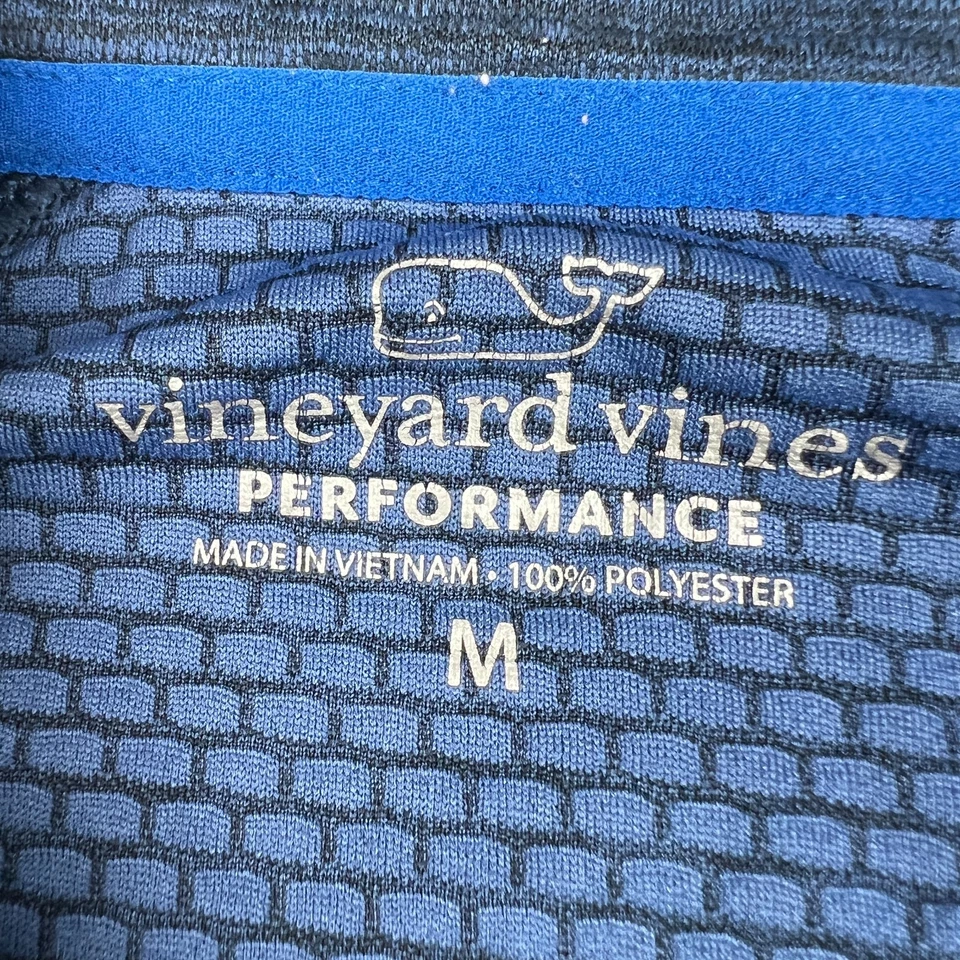 vineyard vines
PERFORMANCE
MADE IN VIETNAM • 100% POLYESTER
M